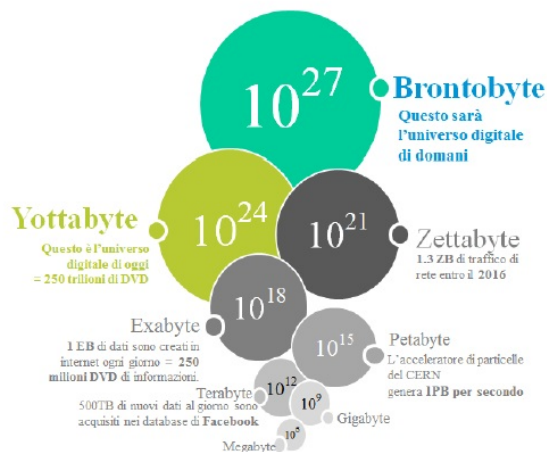 10^27
Brontobyte
Questo sarà
l'universo digitale
di domani
Yottabyte
Questo è l'universo
digitale di oggi
= 250 trilioni di DVD
10^24
10^21
Zettabyte
1.3 ZB di traffico di
rete entro il 2016
10^18
Exabyte
1 EB di dati sono creati in
internet ogni giorno = 250
milioni DVD di informazioni.
10^15
Petabyte
L'acceleratore di particelle
del CERN
genera 1PB per secondo
10^12
Terabyte
500TB di nuovi dati al giorno sono
acquisiti nei database di Facebook
10^9
Gigabyte
Megabyte